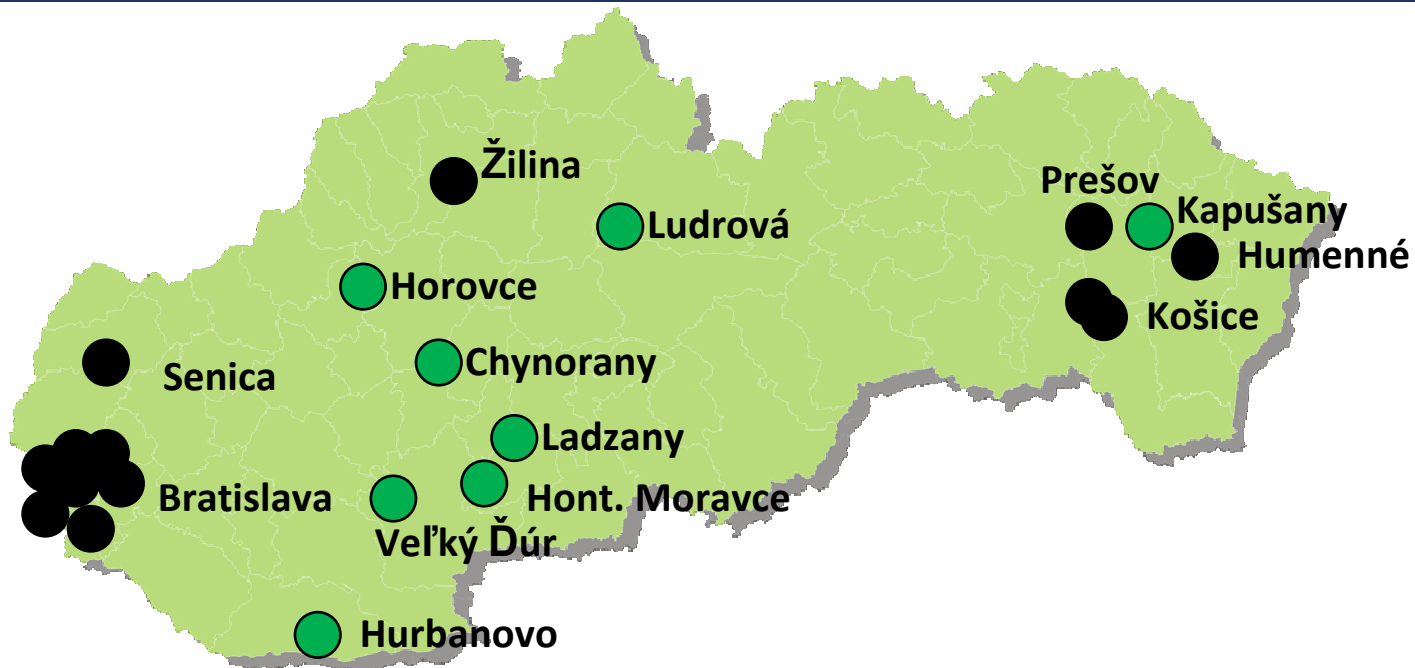 Žilina
Prešov
Kapušany
Ludrová
Humenné
Horovce
Košice
Chynorany
Senica
Ladzany
Bratislava
Hont. Moravce
Veľký Ďúr
Hurbanovo